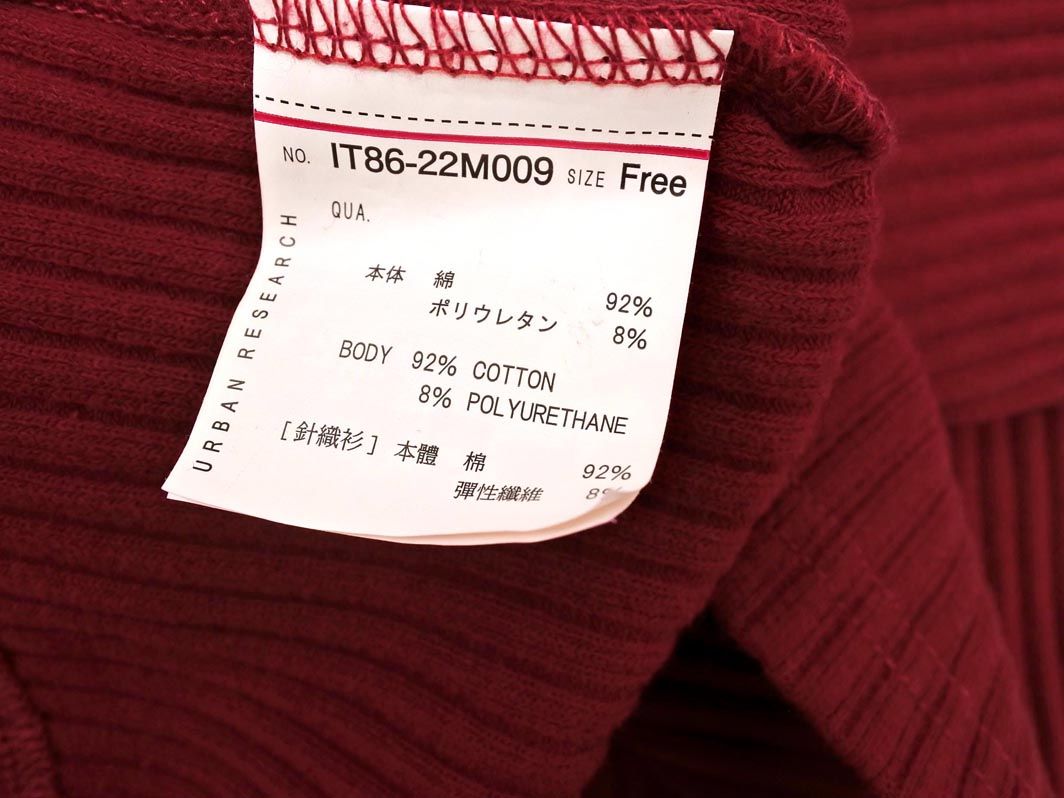 NO. IT86-22M009 SIZE Free
QUA.
URBAN RESEARCH
本体 綿 92%
ポリウレタン 8%
BODY 92% COTTON
8% POLYURETHANE
[針織衫] 本體 棉 92%
彈性纖維 8%